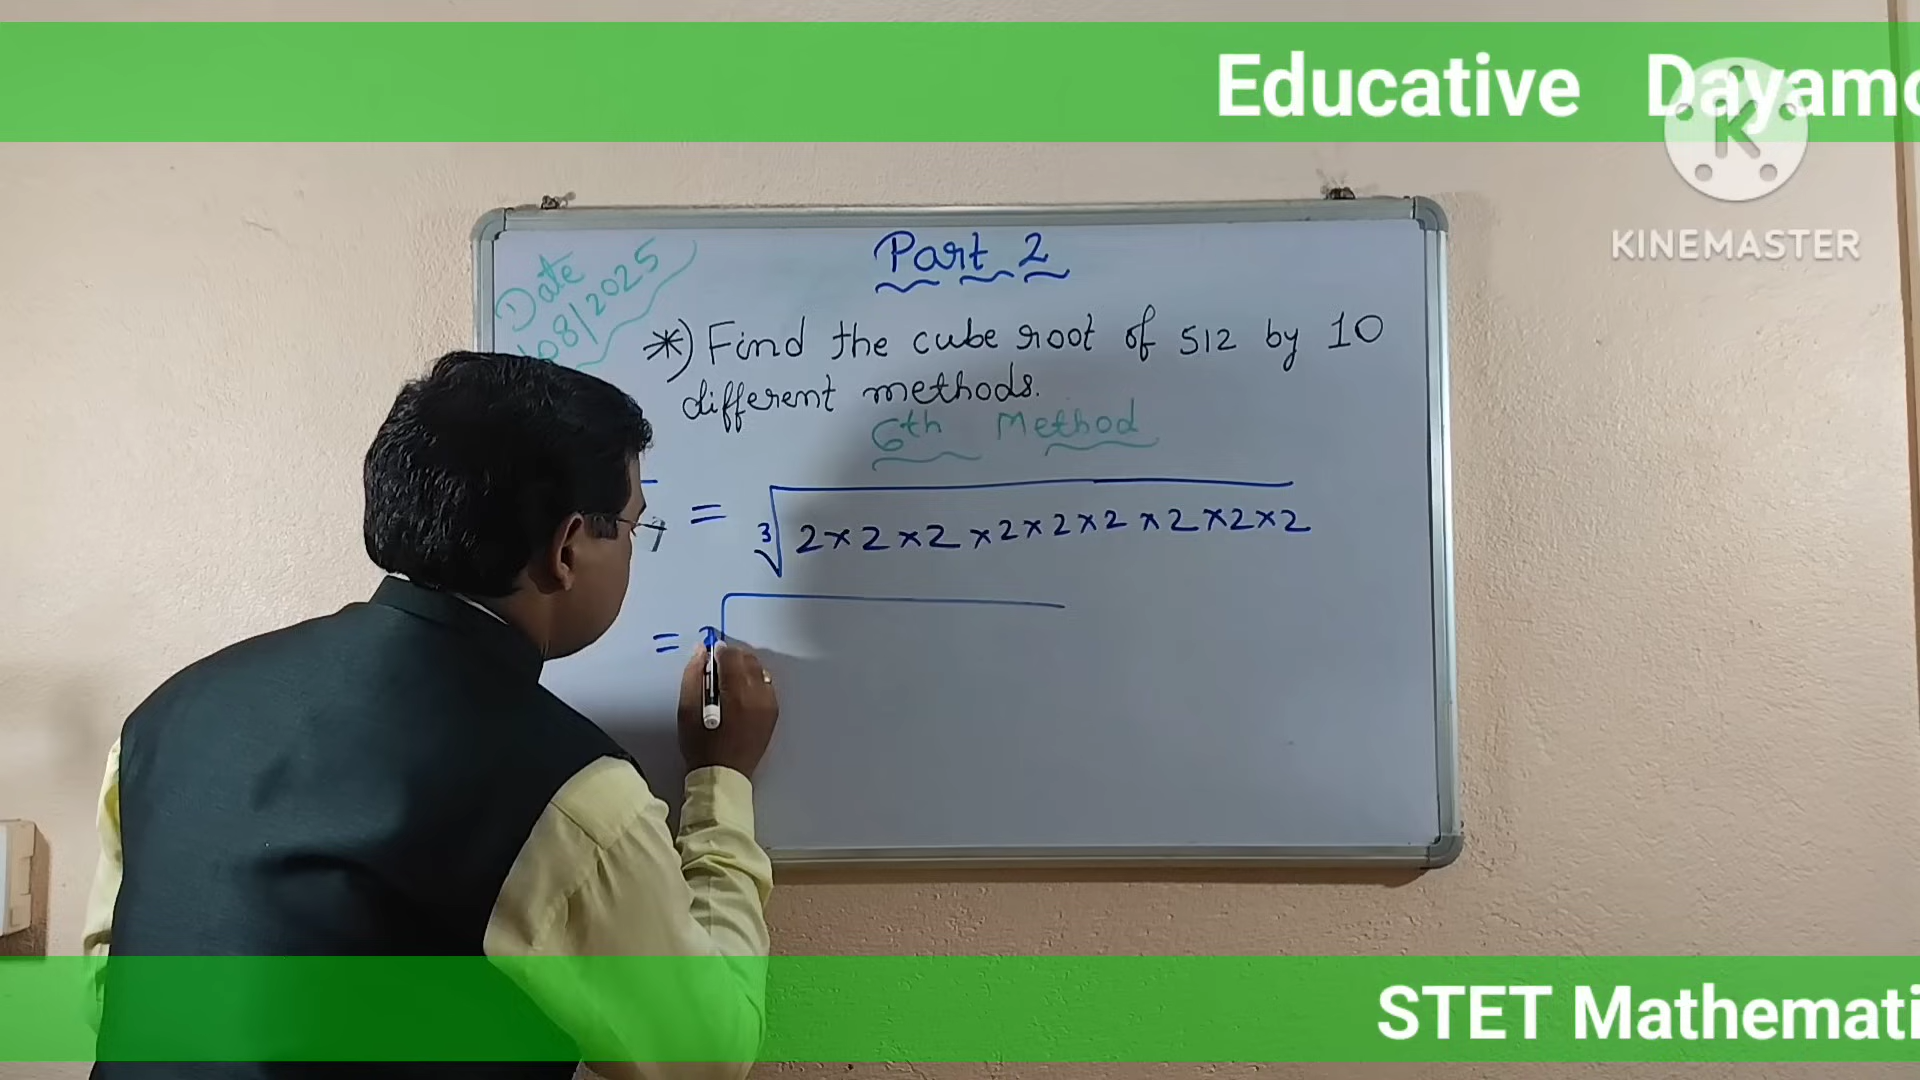 Educative Dayamo
KINEMASTER
Part 2
Date
08/2025
*) Find the cube root of 512 by 10
different methods.
6th Method
= ∛2×2×2×2×2×2×2×2×2
= 3√
STET Mathemati